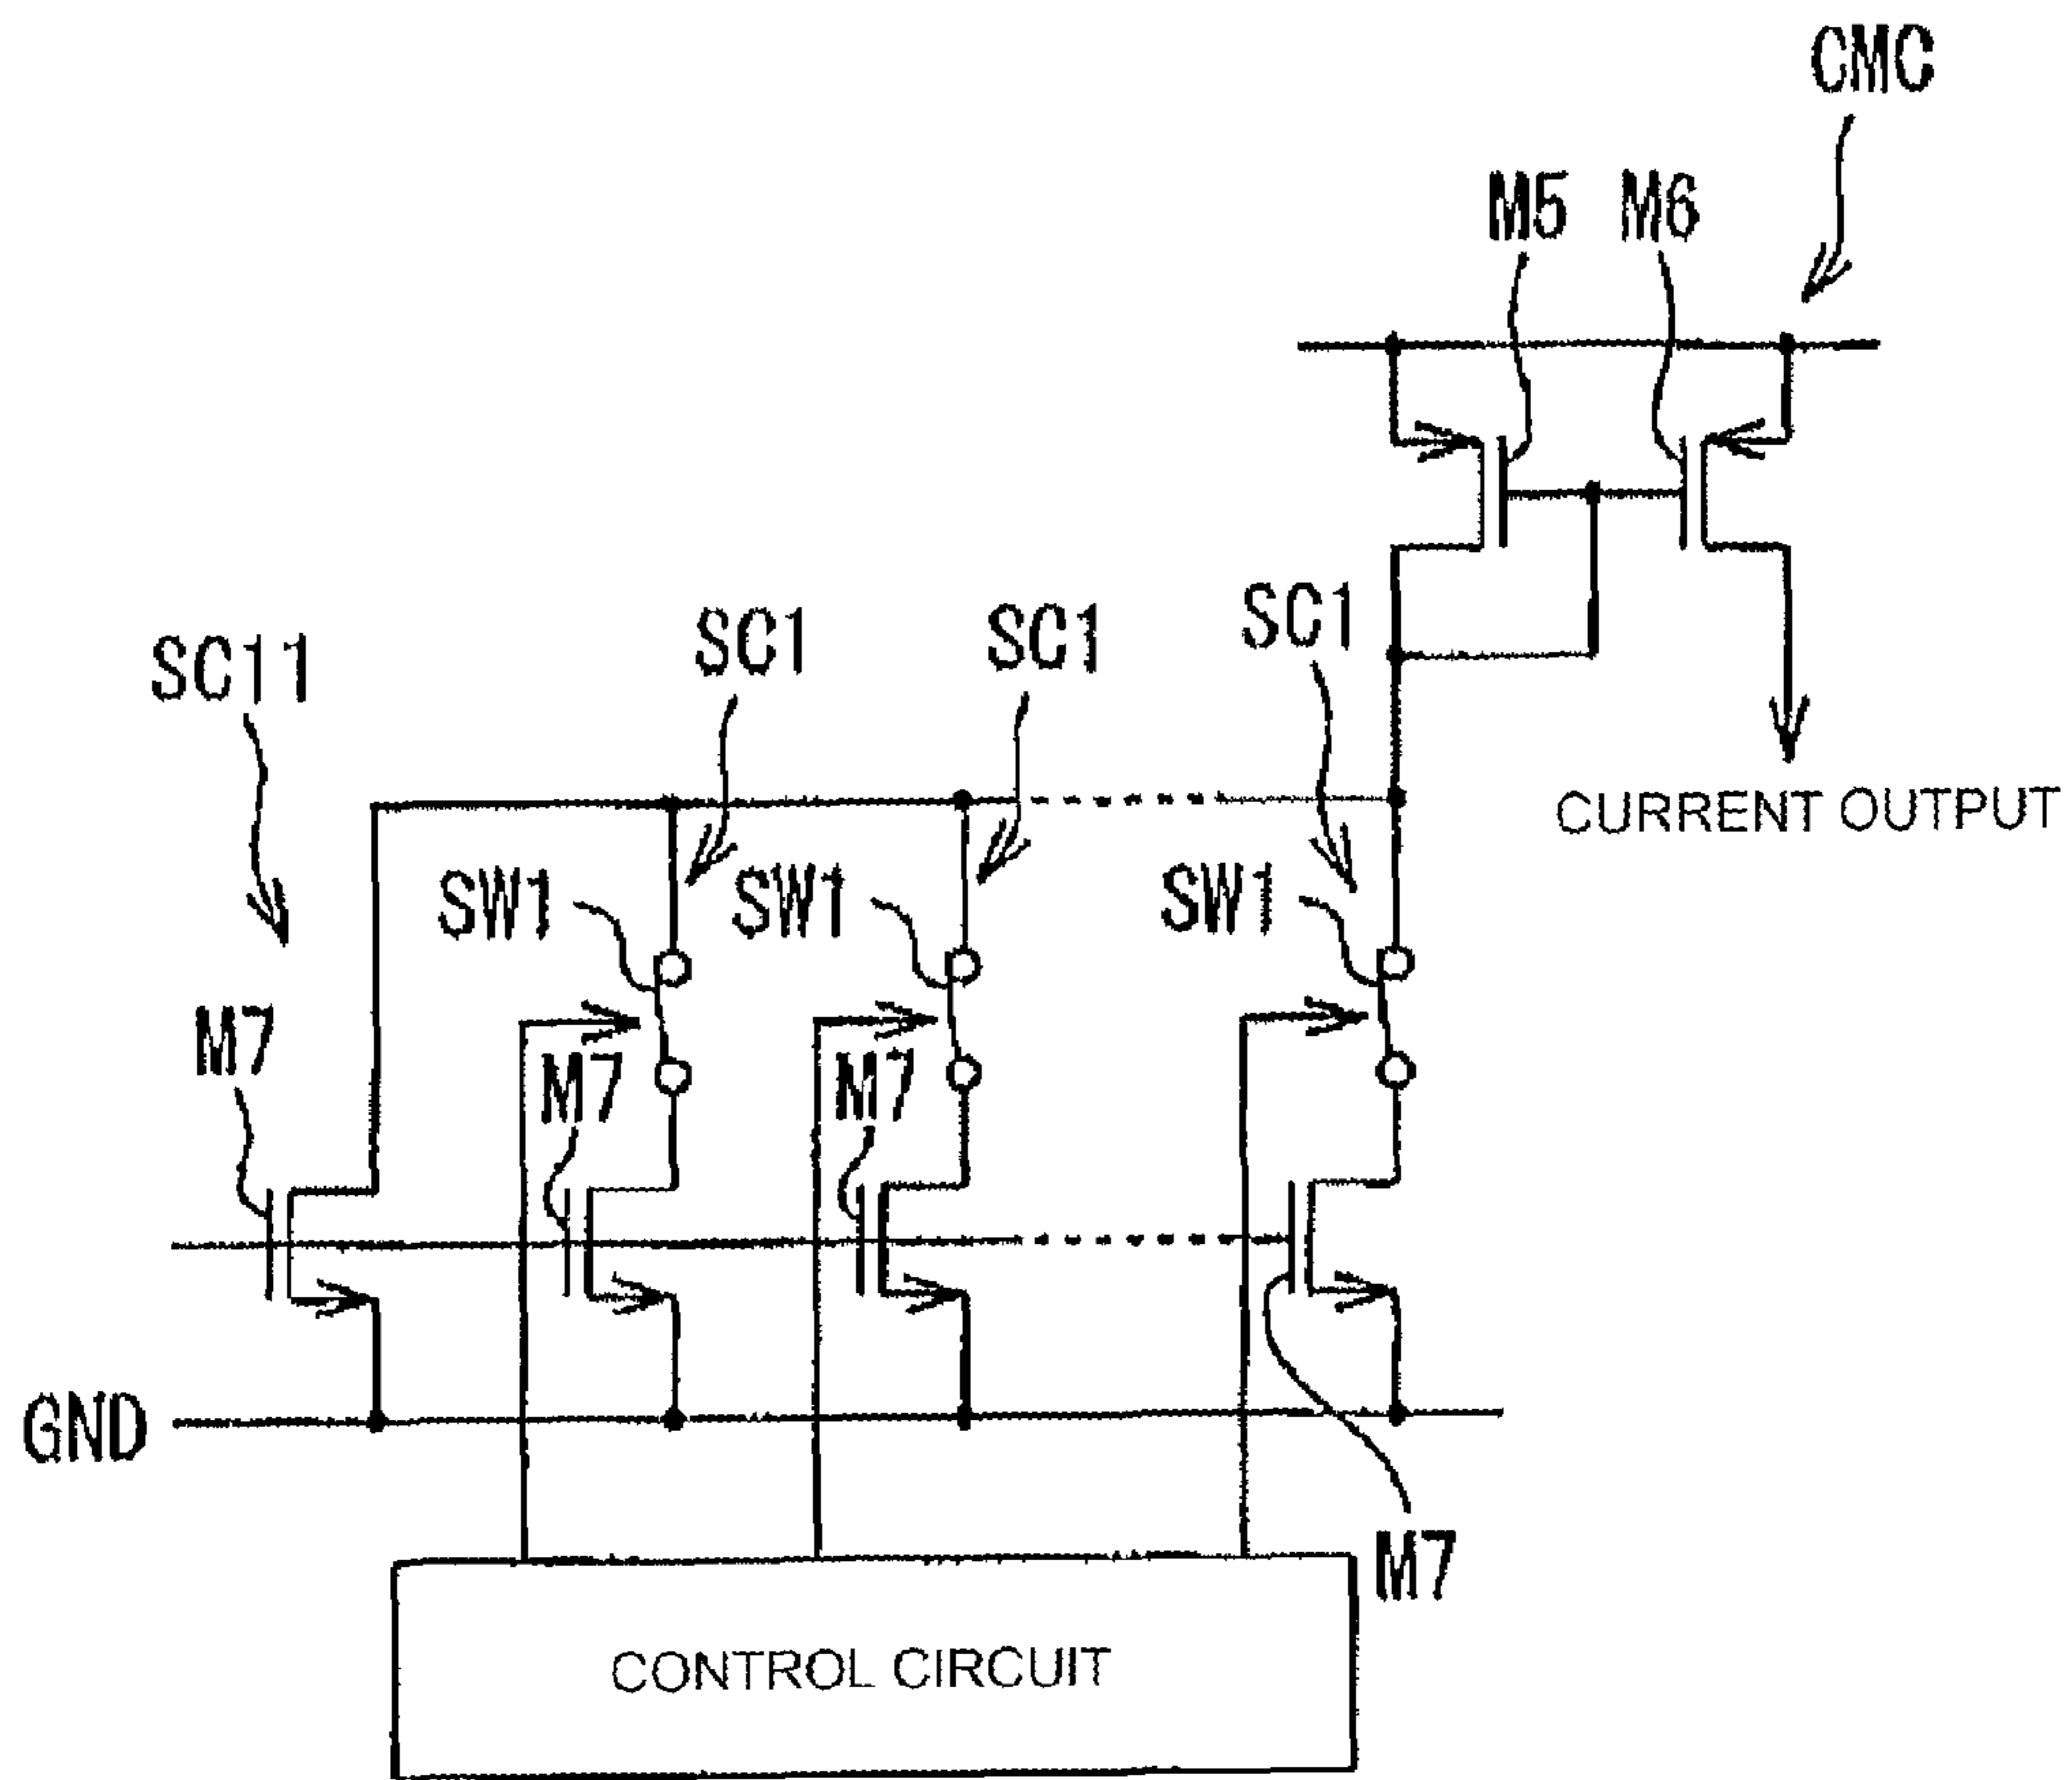 CMC
M5 M6
SC11 SC1 SC1 SC1
CURRENT OUTPUT
SW1 SW1 SW1
M7 M7 M7
GND
M7
CONTROL CIRCUIT